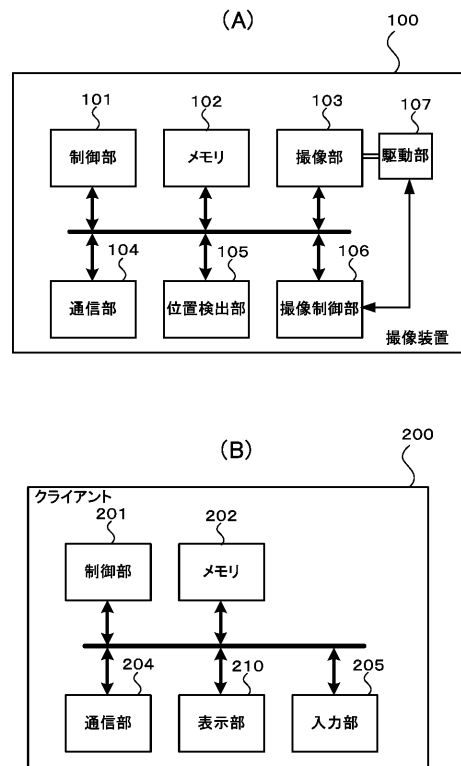 (A)
100
101
102
103
107
制御部
メモリ
撮像部
駆動部
104
105
106
通信部
位置検出部
撮像制御部
撮像装置
(B)
200
クライアント
201
202
制御部
メモリ
204
210
205
通信部
表示部
入力部